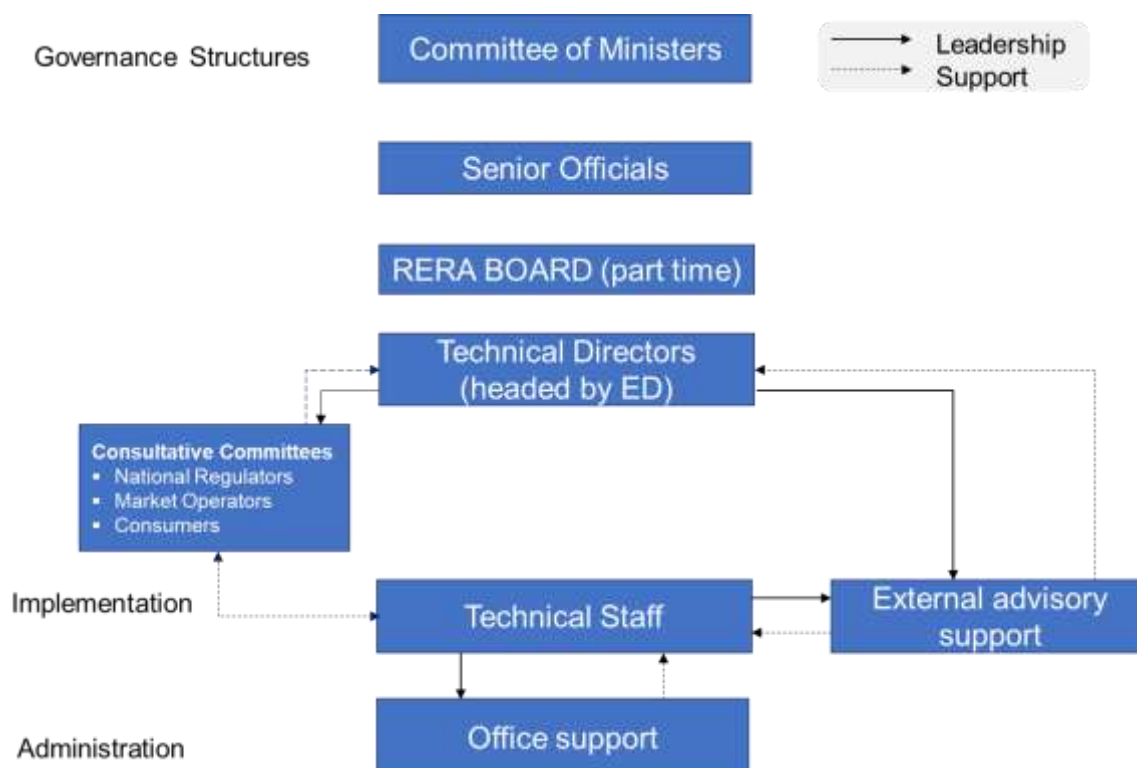 Governance Structures
Committee of Ministers
Leadership
Support
Senior Officials
RERA BOARD (part time)
Technical Directors
(headed by ED)
Consultative Committees
▪ National Regulators
▪ Market Operators
▪ Consumers
Implementation
Technical Staff
External advisory
support
Administration
Office support